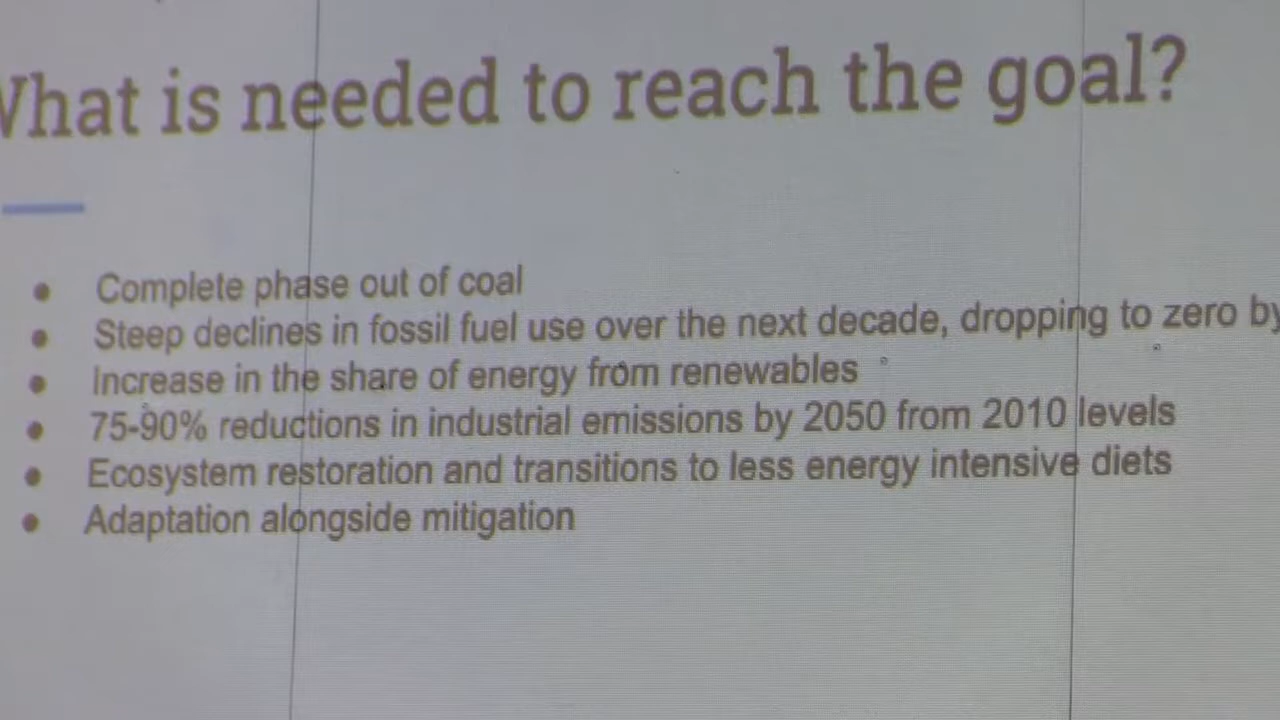 What is needed to reach the goal?
● Complete phase out of coal
● Steep declines in fossil fuel use over the next decade, dropping to zero by
● Increase in the share of energy from renewables
● 75-90% reductions in industrial emissions by 2050 from 2010 levels
● Ecosystem restoration and transitions to less energy intensive diets
● Adaptation alongside mitigation